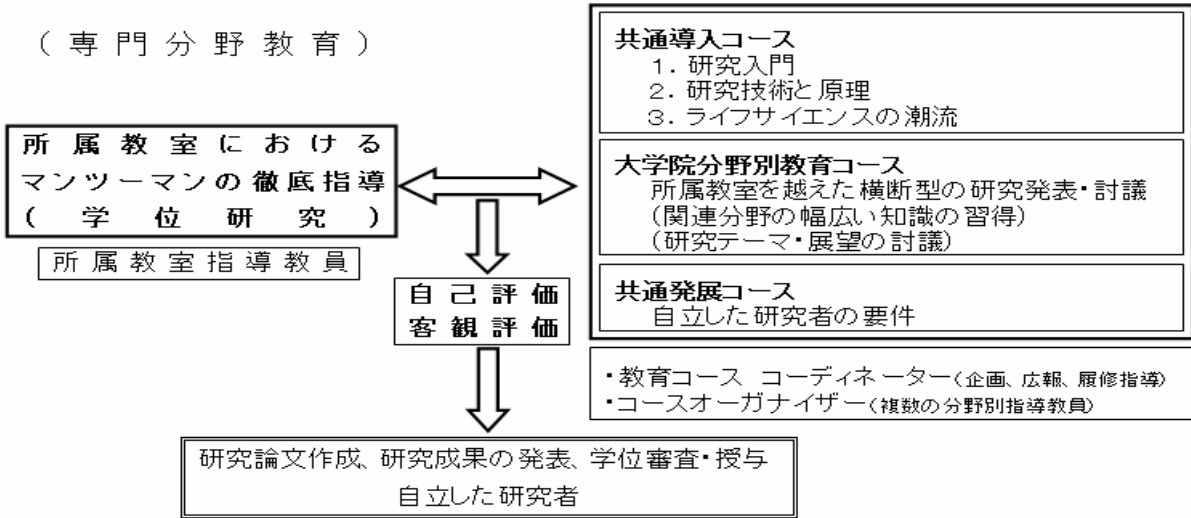 (専門分野教育)
所属教室における
マンツーマンの徹底指導
(学位研究)
所属教室指導教員
自己評価
客観評価
共通導入コース
1．研究入門
2．研究技術と原理
3．ライフサイエンスの潮流
大学院分野別教育コース
所属教室を越えた横断型の研究発表・討議
(関連分野の幅広い知識の習得)
(研究テーマ・展望の討議)
共通発展コース
自立した研究者の要件
・教育コース コーディネーター(企画、広報、履修指導)
・コースオーガナイザー(複数の分野別指導教員)
研究論文作成、研究成果の発表、学位審査・授与
自立した研究者